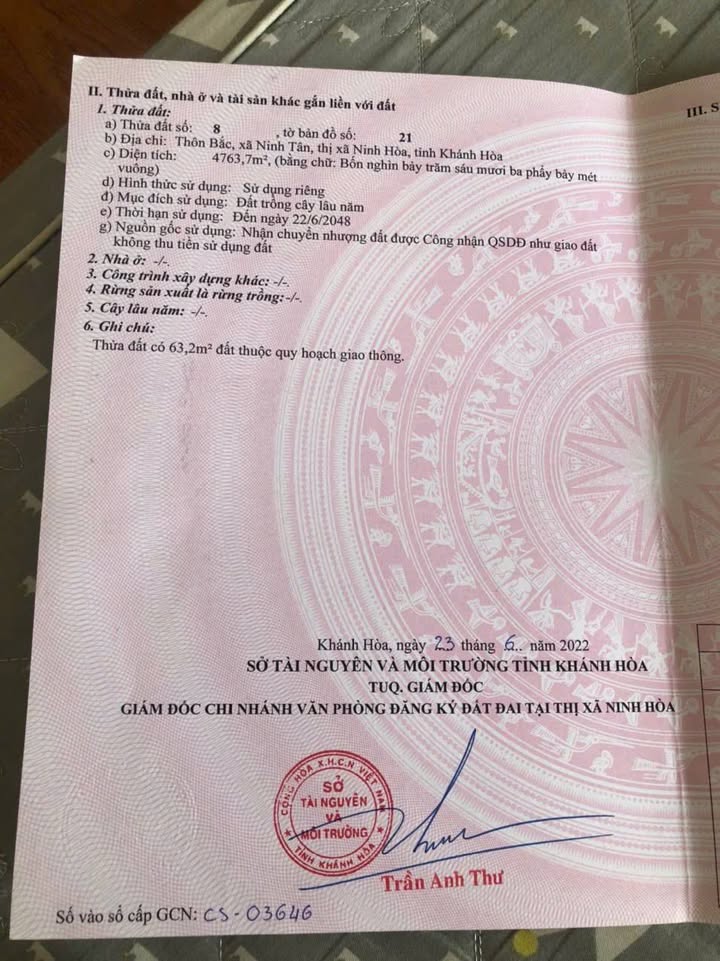 II. Thửa đất, nhà ở và tài sản khác gắn liền với đất
III. S
1. Thửa đất:
a) Thửa đất số: 8 , tờ bản đồ số: 21
b) Địa chỉ: Thôn Bắc, xã Ninh Tân, thị xã Ninh Hòa, tỉnh Khánh Hòa
c) Diện tích: 4763,7m², (bằng chữ: Bốn nghìn bảy trăm sáu mươi ba phẩy bảy mét
vuông)
d) Hình thức sử dụng: Sử dụng riêng
đ) Mục đích sử dụng: Đất trồng cây lâu năm
e) Thời hạn sử dụng: Đến ngày 22/6/2048
g) Nguồn gốc sử dụng: Nhận chuyển nhượng đất được Công nhận QSDĐ như giao đất
không thu tiền sử dụng đất
2. Nhà ở: -/-.
3. Công trình xây dựng khác: -/-.
4. Rừng sản xuất là rừng trồng:-/-.
5. Cây lâu năm: -/-.
6. Ghi chú:
Thửa đất có 63,2m² đất thuộc quy hoạch giao thông.
Khánh Hòa, ngày 23 tháng 6.. năm 2022
SỞ TÀI NGUYÊN VÀ MÔI TRƯỜNG TỈNH KHÁNH HÒA
TUQ. GIÁM ĐỐC
GIÁM ĐỐC CHI NHÁNH VĂN PHÒNG ĐĂNG KÝ ĐẤT ĐAI TẠI THỊ XÃ NINH HÒA
CỘNG HÒA X.H.C.N VIỆT NAM
SỞ
TÀI NGUYÊN
VÀ
MÔI TRƯỜNG
TỈNH KHÁNH HÒA
Trần Anh Thư
Số vào sổ cấp GCN: CS-03646